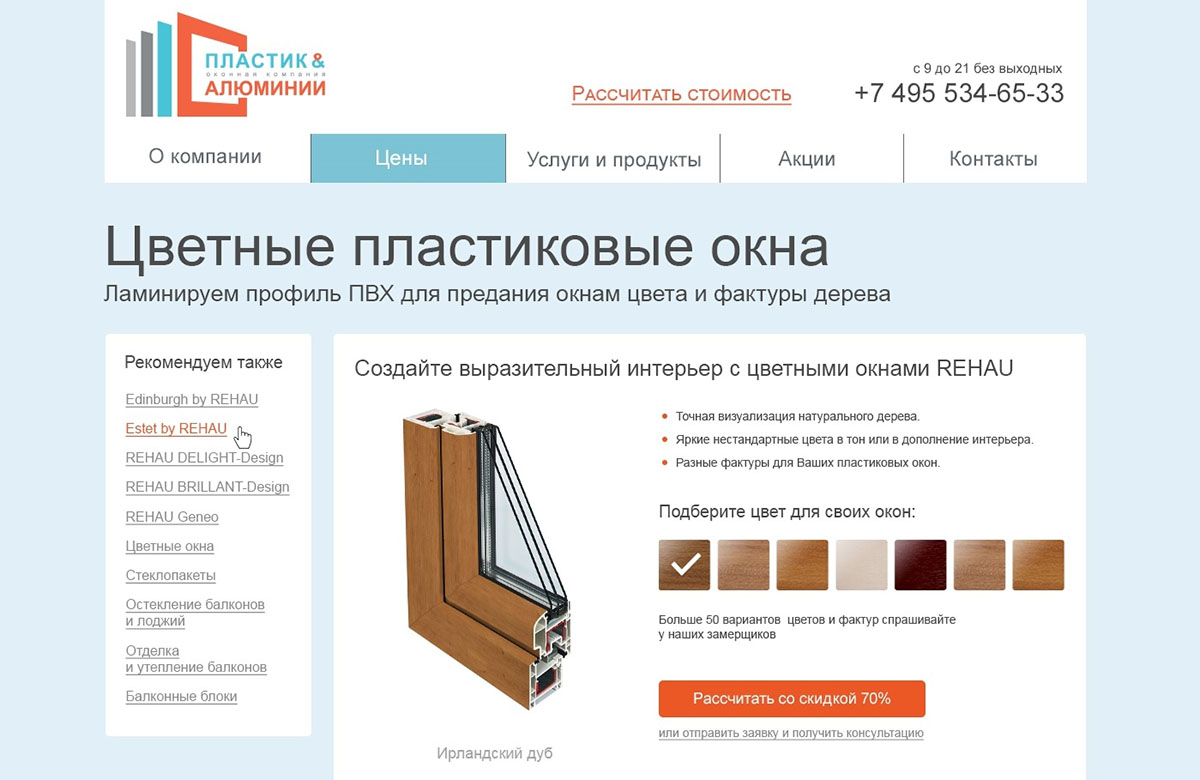 ПЛАСТИК &
оконная компания
АЛЮМИНИИ
Рассчитать стоимость
с 9 до 21 без выходных
+7 495 534-65-33
О компании
Цены
Услуги и продукты
Акции
Контакты
Цветные пластиковые окна
Ламинируем профиль ПВХ для предания окнам цвета и фактуры дерева
Рекомендуем также
Edinburgh by REHAU
Estet by REHAU
REHAU DELIGHT-Design
REHAU BRILLANT-Design
REHAU Geneo
Цветные окна
Стеклопакеты
Остекление балконов
и лоджий
Отделка
и утепление балконов
Балконные блоки
Создайте выразительный интерьер с цветными окнами REHAU
Точная визуализация натурального дерева.
Яркие нестандартные цвета в тон или в дополнение интерьера.
Разные фактуры для Ваших пластиковых окон.
Подберите цвет для своих окон:
Больше 50 вариантов цветов и фактур спрашивайте
у наших замерщиков
Рассчитать со скидкой 70%
или отправить заявку и получить консультацию
Ирландский дуб